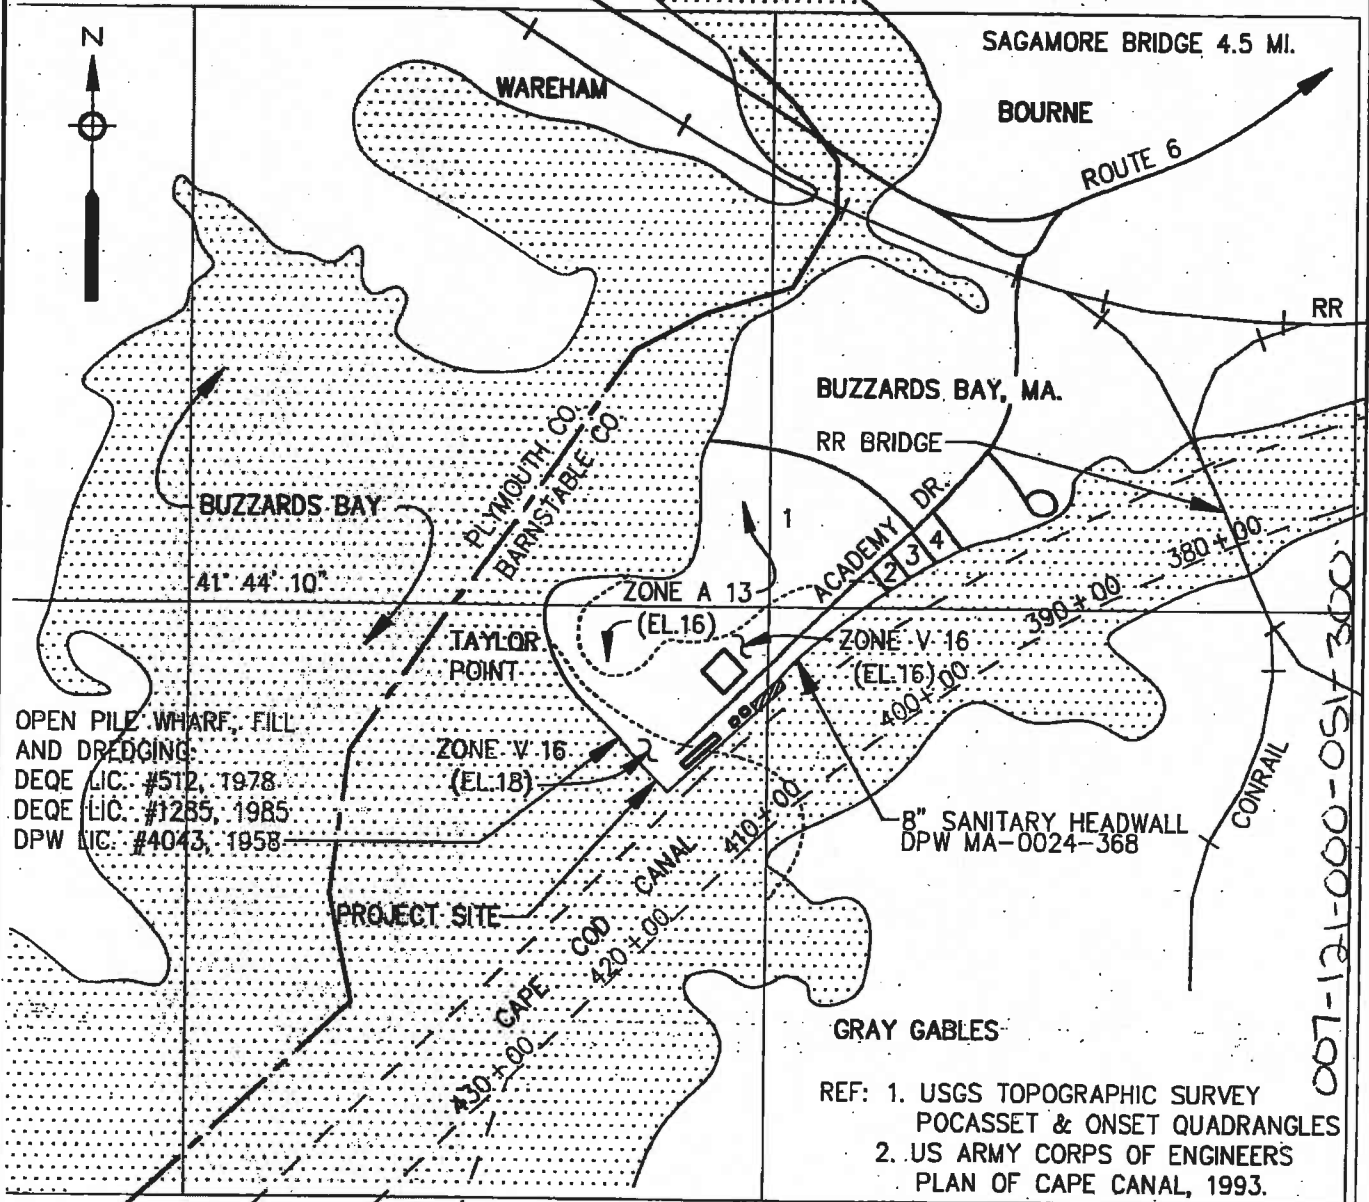 N
SAGAMORE BRIDGE 4.5 MI.
WAREHAM
BOURNE
ROUTE 6
RR
BUZZARDS BAY, MA.
RR BRIDGE
PLYMOUTH CO.
BARNSTABLE CO.
BUZZARDS BAY
ACADEMY DR.
1
2
3
4
380+00
41° 44' 10"
ZONE A 13
(EL.16)
390+00
TAYLOR
POINT
ZONE V 16
(EL.16)
400+00
OPEN PILE WHARF, FILL
AND DREDGING:
DEQE LIC. #512, 1978
DEQE LIC. #1285, 1985
DPW LIC. #4043, 1958
ZONE V 16
(EL.18)
410+00
8" SANITARY HEADWALL
DPW MA-0024-368
CONRAIL
PROJECT SITE
CAPE COD CANAL
420+00
430+00
GRAY GABLES
REF: 1. USGS TOPOGRAPHIC SURVEY
POCASSET & ONSET QUADRANGLES
2. US ARMY CORPS OF ENGINEERS
PLAN OF CAPE CANAL, 1993.
007-121-000-051-300